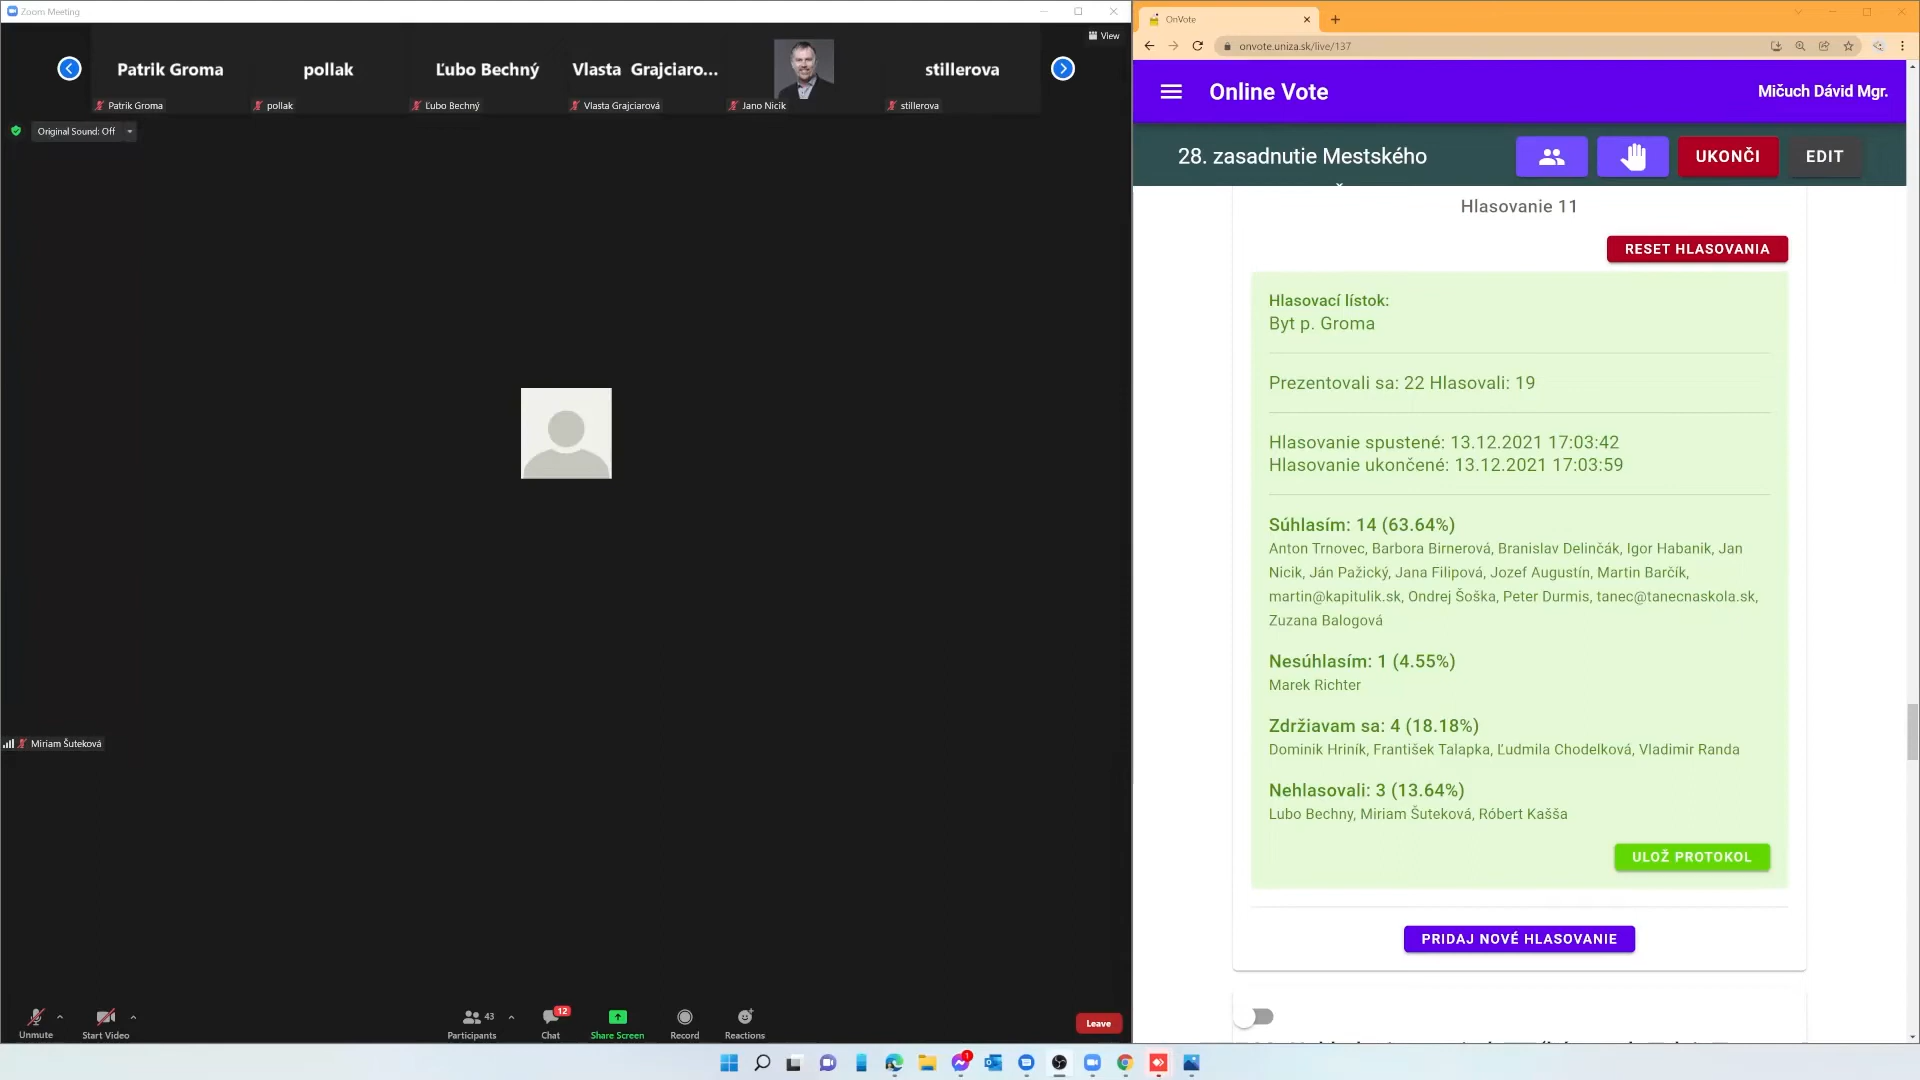 Zoom Meeting
View
Patrik Groma
pollak
Ľubo Bechný
Vlasta Grajciaro...
stillerova
Patrik Groma
pollak
Ľubo Bechný
Vlasta Grajciarová
Jano Nicík
stillerova
Original Sound: Off
Miriam Šuteková
Unmute
Start Video
43
Participants
12
Chat
Share Screen
Record
Reactions
Leave
OnVote
onvote.uniza.sk/live/137
Online Vote
Mičuch Dávid Mgr.
28. zasadnutie Mestského
UKONČI
EDIT
Hlasovanie 11
RESET HLASOVANIA
Hlasovací lístok:
Byt p. Groma
Prezentovali sa: 22 Hlasovali: 19
Hlasovanie spustené: 13.12.2021 17:03:42
Hlasovanie ukončené: 13.12.2021 17:03:59
Súhlasím: 14 (63.64%)
Anton Trnovec, Barbora Birnerová, Branislav Delinčák, Igor Habanik, Jan
Nicik, Ján Pažický, Jana Filipová, Jozef Augustín, Martin Barčík,
martin@kapitulik.sk, Ondrej Šoška, Peter Durmis, tanec@tanecnaskola.sk,
Zuzana Balogová
Nesúhlasím: 1 (4.55%)
Marek Richter
Zdržiavam sa: 4 (18.18%)
Dominik Hriník, František Talapka, Ľudmila Chodelková, Vladimir Randa
Nehlasovali: 3 (13.64%)
Lubo Bechny, Miriam Šuteková, Róbert Kašša
ULOŽ PROTOKOL
PRIDAJ NOVÉ HLASOVANIE
1